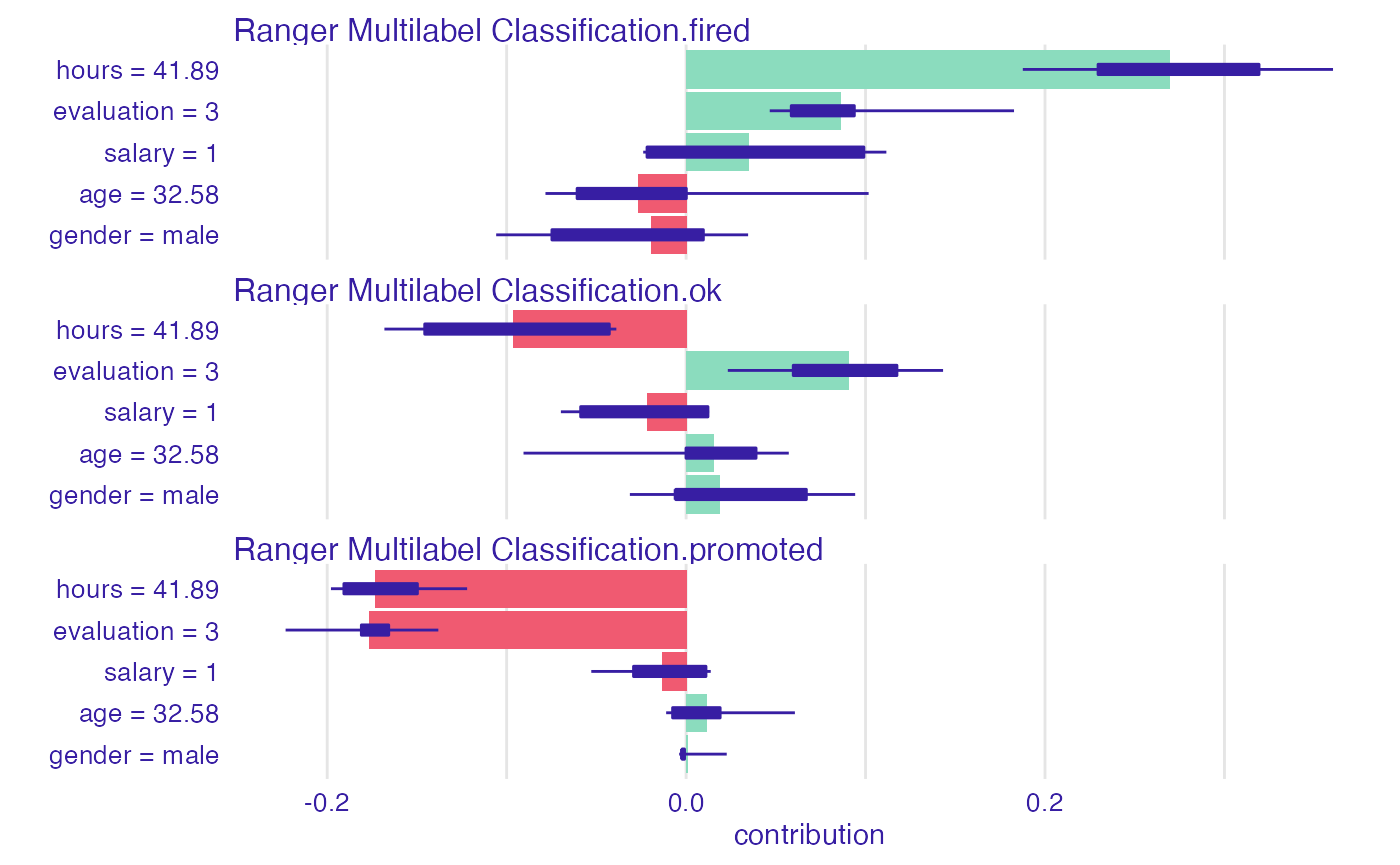 Ranger Multilabel Classification.fired
hours = 41.89
evaluation = 3
salary = 1
age = 32.58
gender = male
Ranger Multilabel Classification.ok
hours = 41.89
evaluation = 3
salary = 1
age = 32.58
gender = male
Ranger Multilabel Classification.promoted
hours = 41.89
evaluation = 3
salary = 1
age = 32.58
gender = male
-0.2 0.0 0.2
contribution